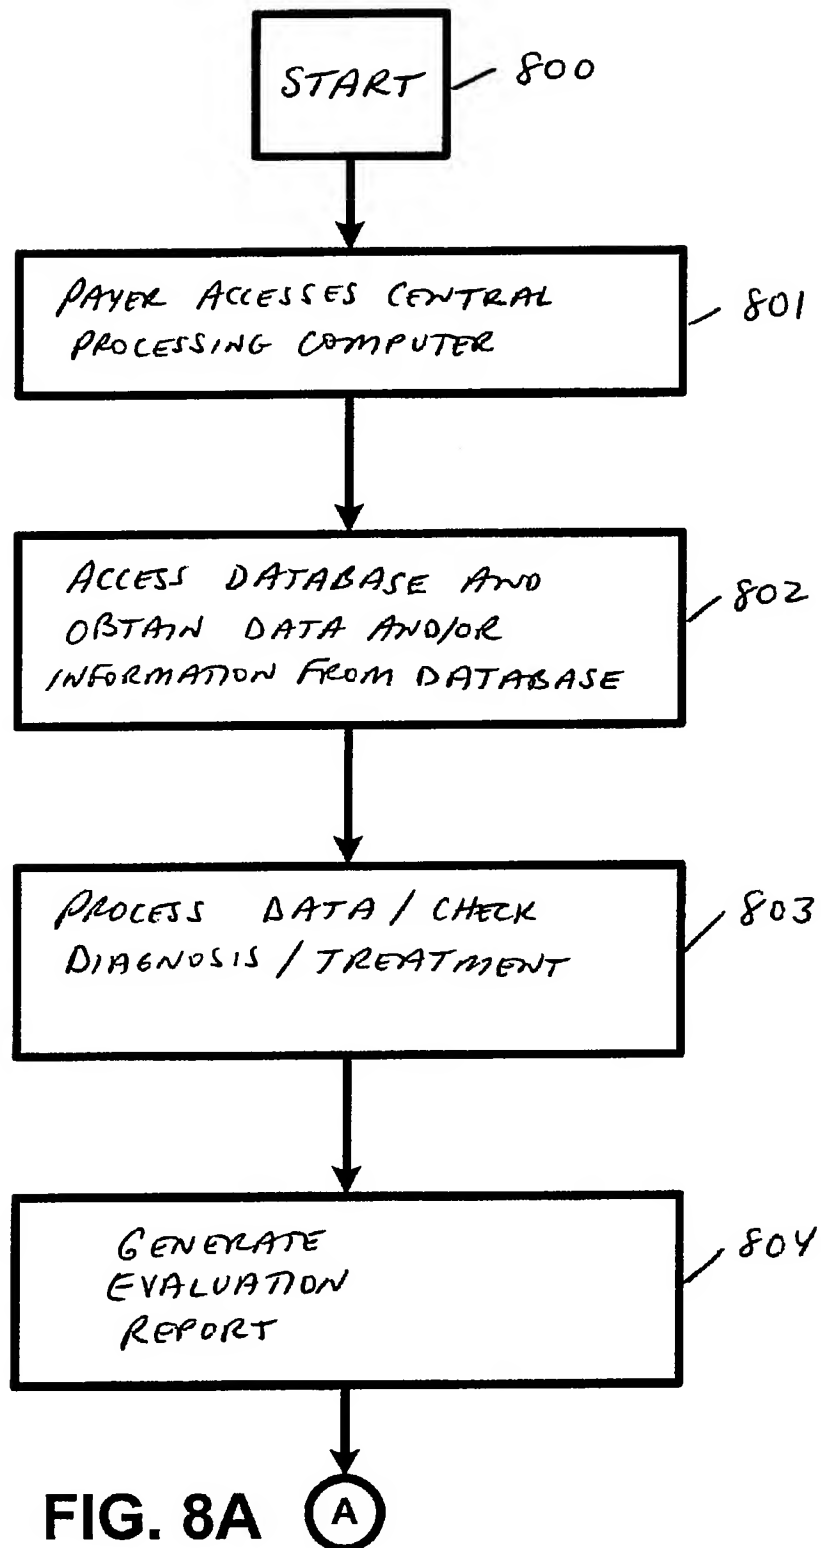 START
800
PAYER ACCESSES CENTRAL
PROCESSING COMPUTER
801
ACCESS DATABASE AND
OBTAIN DATA AND/OR
INFORMATION FROM DATABASE
802
PROCESS DATA / CHECK
DIAGNOSIS / TREATMENT
803
GENERATE
EVALUATION
REPORT
804
FIG. 8A
A